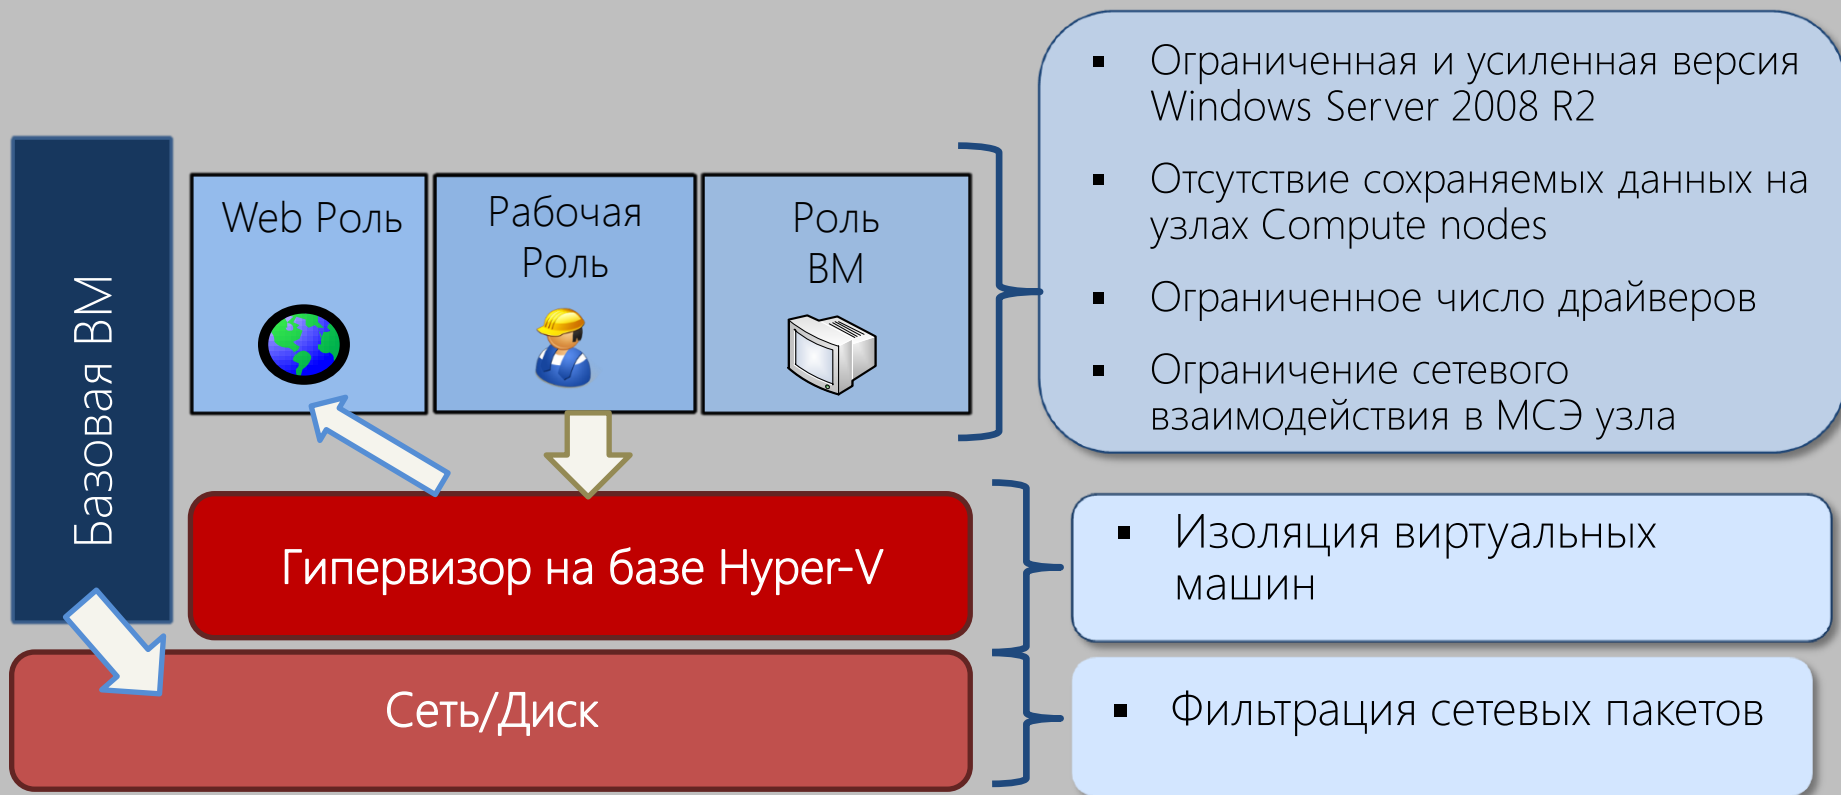 Базовая ВМ
Web Роль
Рабочая
Роль
Роль
ВМ
Гипервизор на базе Hyper-V
Сеть/Диск
▪ Ограниченная и усиленная версия
Windows Server 2008 R2
▪ Отсутствие сохраняемых данных на
узлах Compute nodes
▪ Ограниченное число драйверов
▪ Ограничение сетевого
взаимодействия в МСЭ узла
▪ Изоляция виртуальных
машин
▪ Фильтрация сетевых пакетов